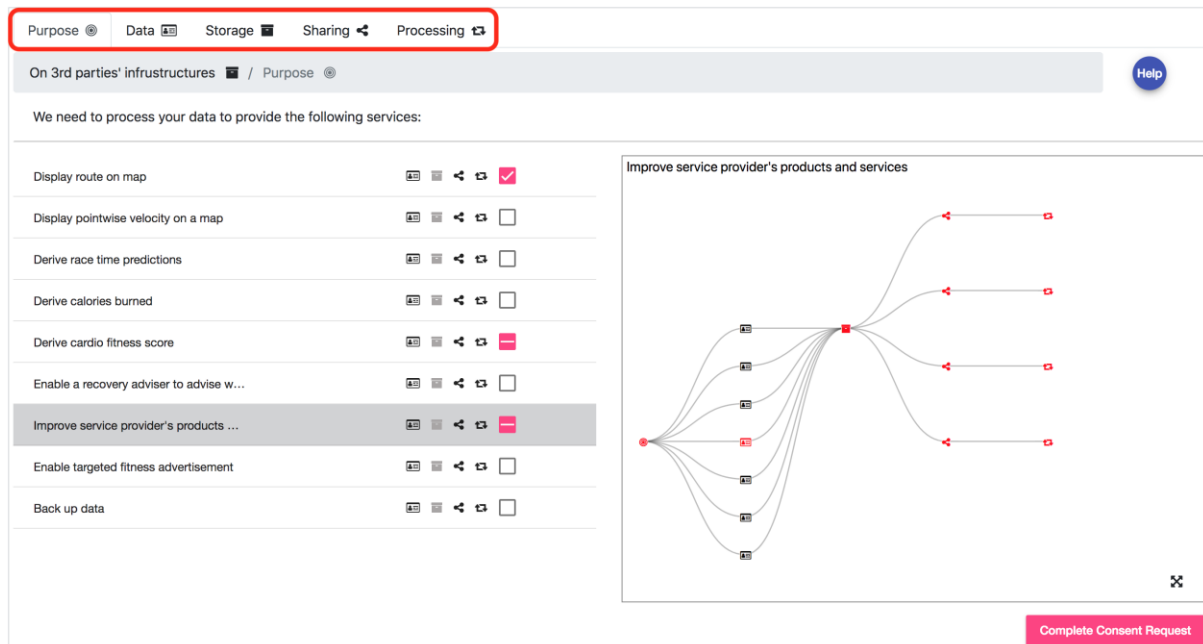 Purpose Data Storage Sharing Processing
On 3rd parties' infrustructures / Purpose
Help
We need to process your data to provide the following services:
Display route on map
Display pointwise velocity on a map
Derive race time predictions
Derive calories burned
Derive cardio fitness score
Enable a recovery adviser to advise w...
Improve service provider's products ...
Enable targeted fitness advertisement
Back up data
Improve service provider's products and services
Complete Consent Request